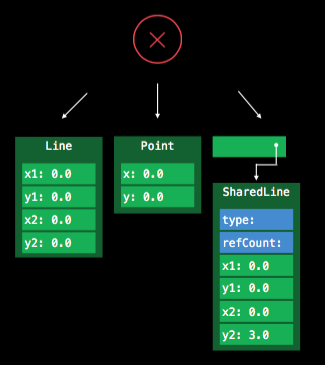 Line
x1: 0.0
y1: 0.0
x2: 0.0
y2: 0.0
Point
x: 0.0
y: 0.0
SharedLine
type:
refCount:
x1: 0.0
y1: 0.0
x2: 0.0
y2: 3.0